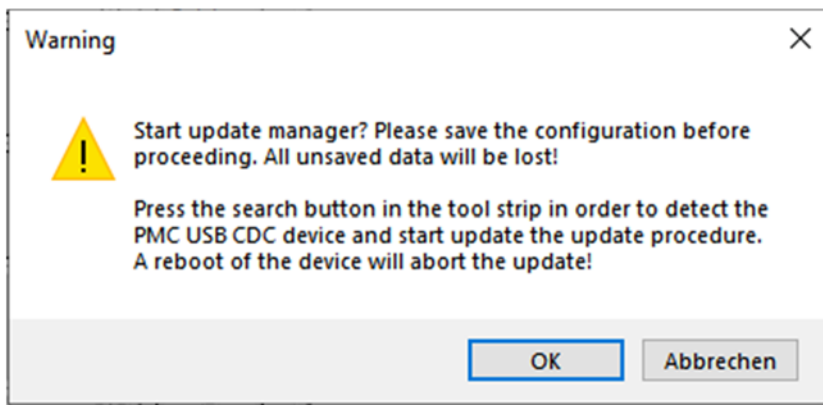 Warning
Start update manager? Please save the configuration before
proceeding. All unsaved data will be lost!
Press the search button in the tool strip in order to detect the
PMC USB CDC device and start update the update procedure.
A reboot of the device will abort the update!
OK
Abbrechen